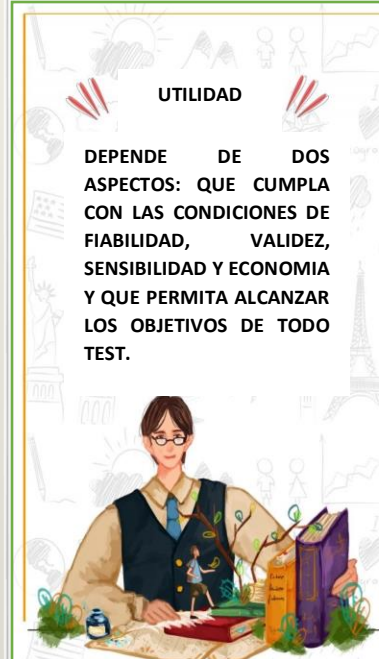 UTILIDAD
DEPENDE DE DOS
ASPECTOS: QUE CUMPLA
CON LAS CONDICIONES DE
FIABILIDAD, VALIDEZ,
SENSIBILIDAD Y ECONOMIA
Y QUE PERMITA ALCANZAR
LOS OBJETIVOS DE TODO
TEST.